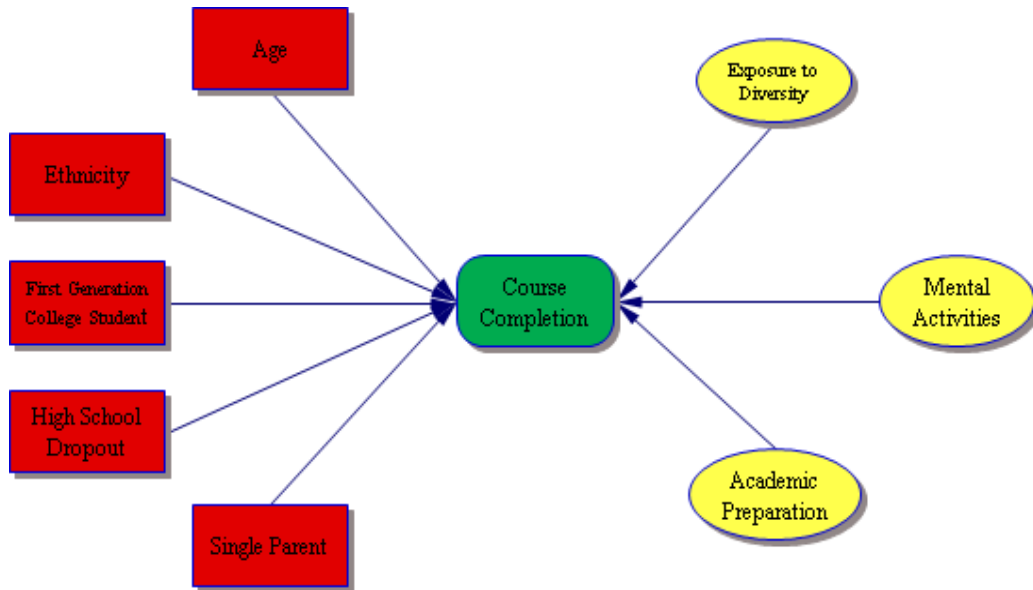 Age
Exposure to
Diversity
Ethnicity
First Generation
College Student
Course
Completion
Mental
Activities
High School
Dropout
Academic
Preparation
Single Parent